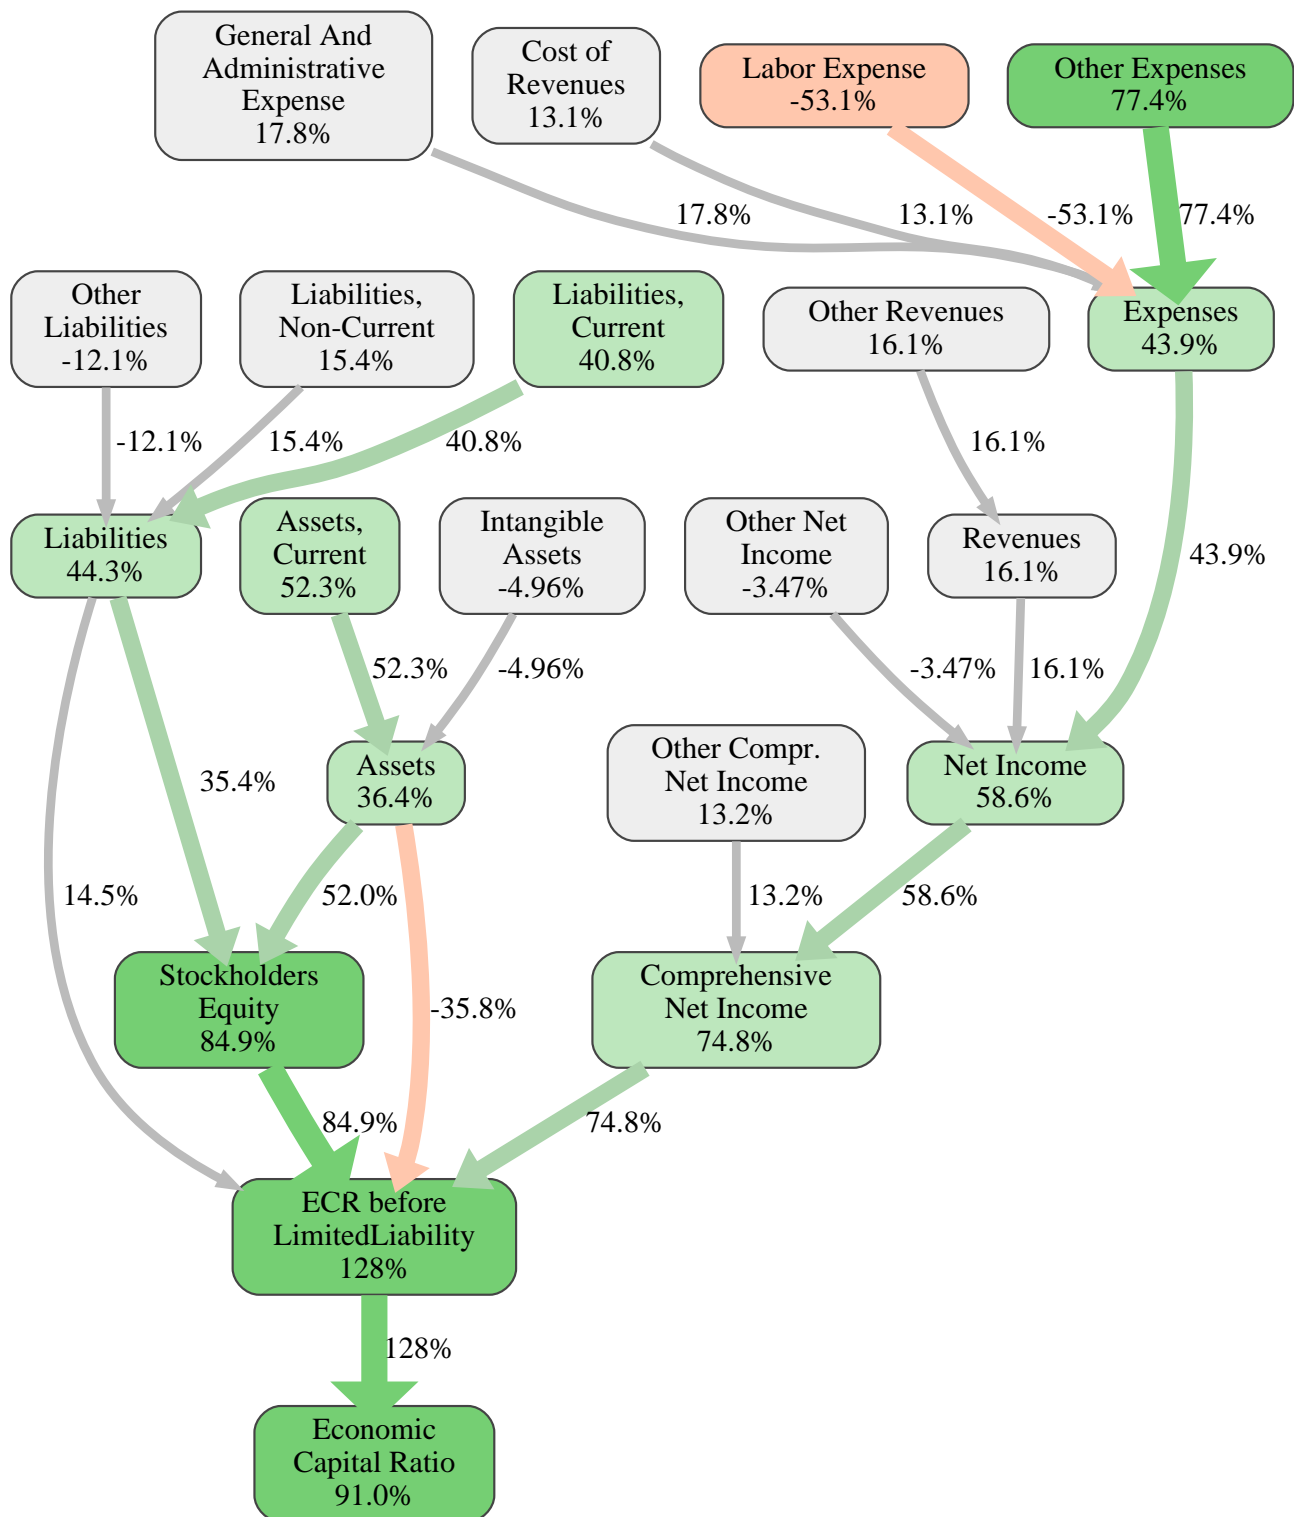 General And
Administrative
Expense
17.8%
Cost of
Revenues
13.1%
Labor Expense
-53.1%
Other Expenses
77.4%
17.8%
13.1%
-53.1%
77.4%
Other
Liabilities
-12.1%
Liabilities,
Non-Current
15.4%
Liabilities,
Current
40.8%
Other Revenues
16.1%
Expenses
43.9%
-12.1%
15.4%
40.8%
16.1%
Liabilities
44.3%
Assets,
Current
52.3%
Intangible
Assets
-4.96%
Other Net
Income
-3.47%
Revenues
16.1%
43.9%
52.3%
-4.96%
-3.47%
16.1%
35.4%
Assets
36.4%
Other Compr.
Net Income
13.2%
Net Income
58.6%
14.5%
52.0%
13.2%
58.6%
Stockholders
Equity
84.9%
-35.8%
Comprehensive
Net Income
74.8%
84.9%
74.8%
ECR before
LimitedLiability
128%
128%
Economic
Capital Ratio
91.0%